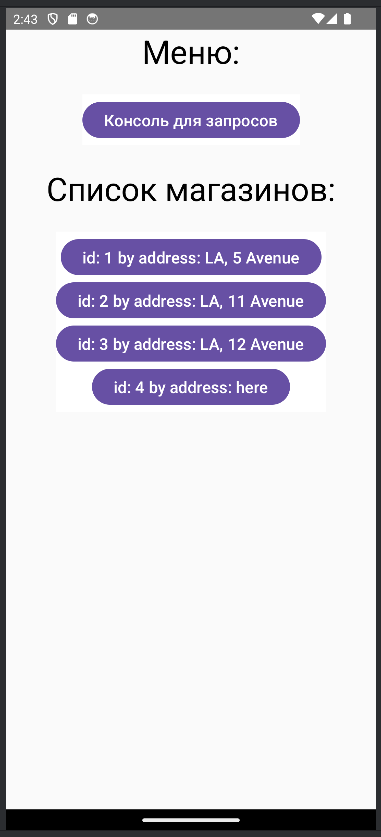 2:43
Меню:
Консоль для запросов
Список магазинов:
id: 1 by address: LA, 5 Avenue
id: 2 by address: LA, 11 Avenue
id: 3 by address: LA, 12 Avenue
id: 4 by address: here